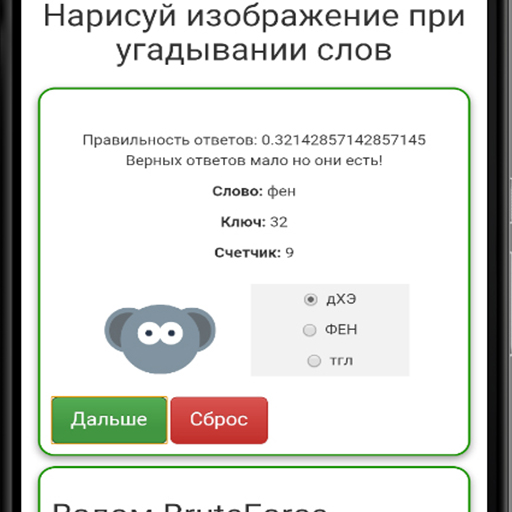 Нарисуй изображение при
угадывании слов
Правильность ответов: 0.32142857142857145
Верных ответов мало но они есть!
Слово: фен
Ключ: 32
Счетчик: 9
дХЭ
ФЕН
тгл
Дальше Сброс